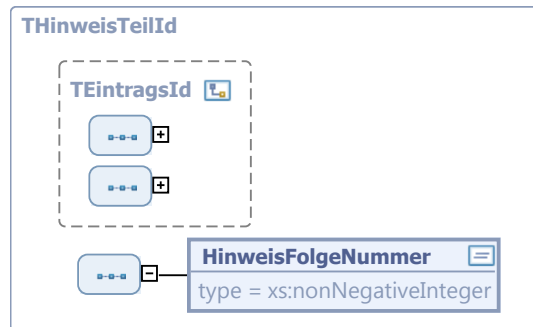 THinweisTeilId
TEintragsId
HinweisFolgeNummer
type = xs:nonNegativeInteger